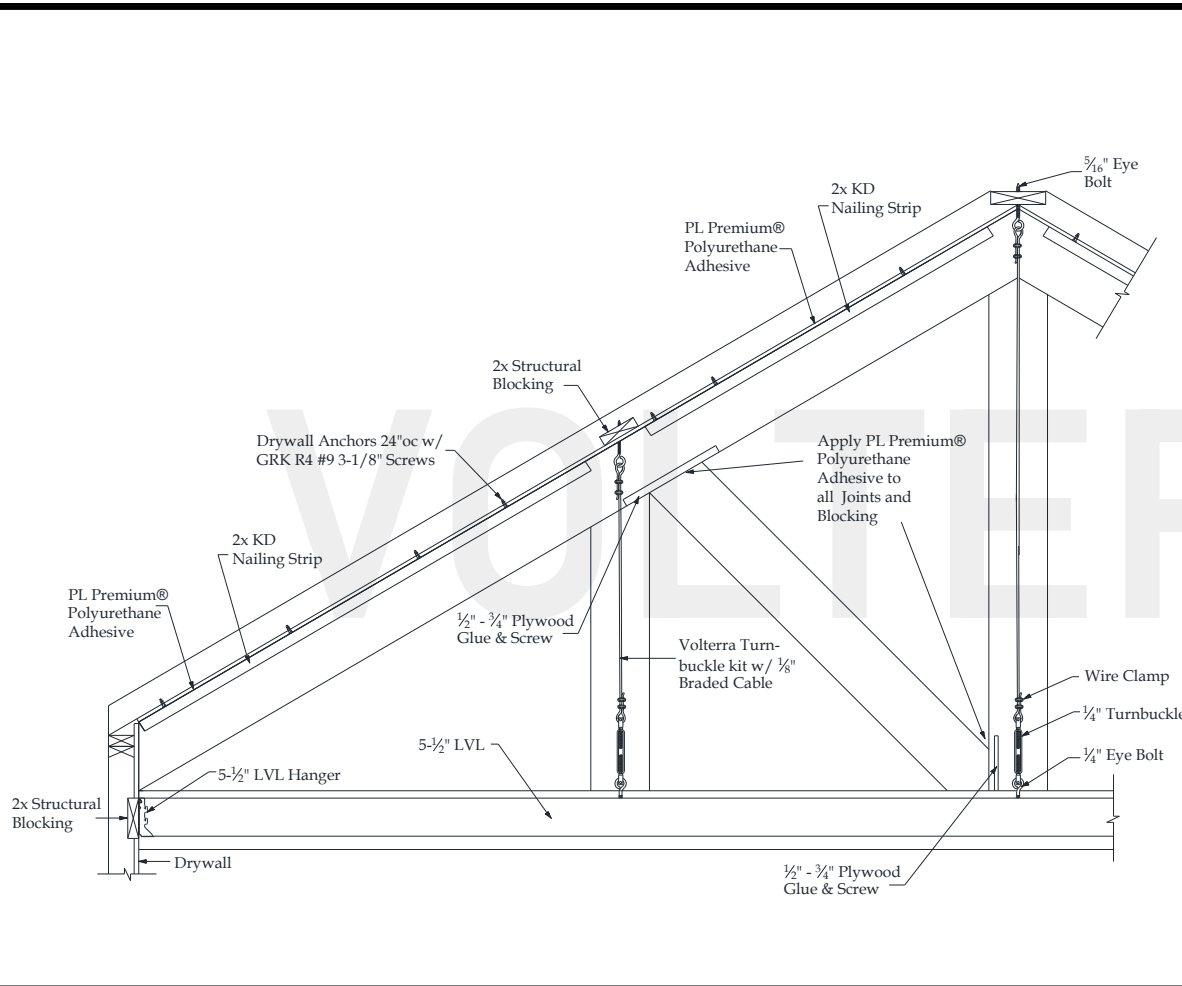 5⁄16" Eye
Bolt
2x KD
Nailing Strip
PL Premium®
Polyurethane
Adhesive
2x Structural
Blocking
Drywall Anchors 24"oc w/
GRK R4 #9 3-1/8" Screws
Apply PL Premium®
Polyurethane
Adhesive to
all Joints and
Blocking
2x KD
Nailing Strip
PL Premium®
Polyurethane
Adhesive
½" - ¾" Plywood
Glue & Screw
Volterra Turn-
buckle kit w/ ⅛"
Braded Cable
Wire Clamp
¼" Turnbuckle
¼" Eye Bolt
5-½" LVL
5-½" LVL Hanger
2x Structural
Blocking
Drywall
½" - ¾" Plywood
Glue & Screw
VOLTER